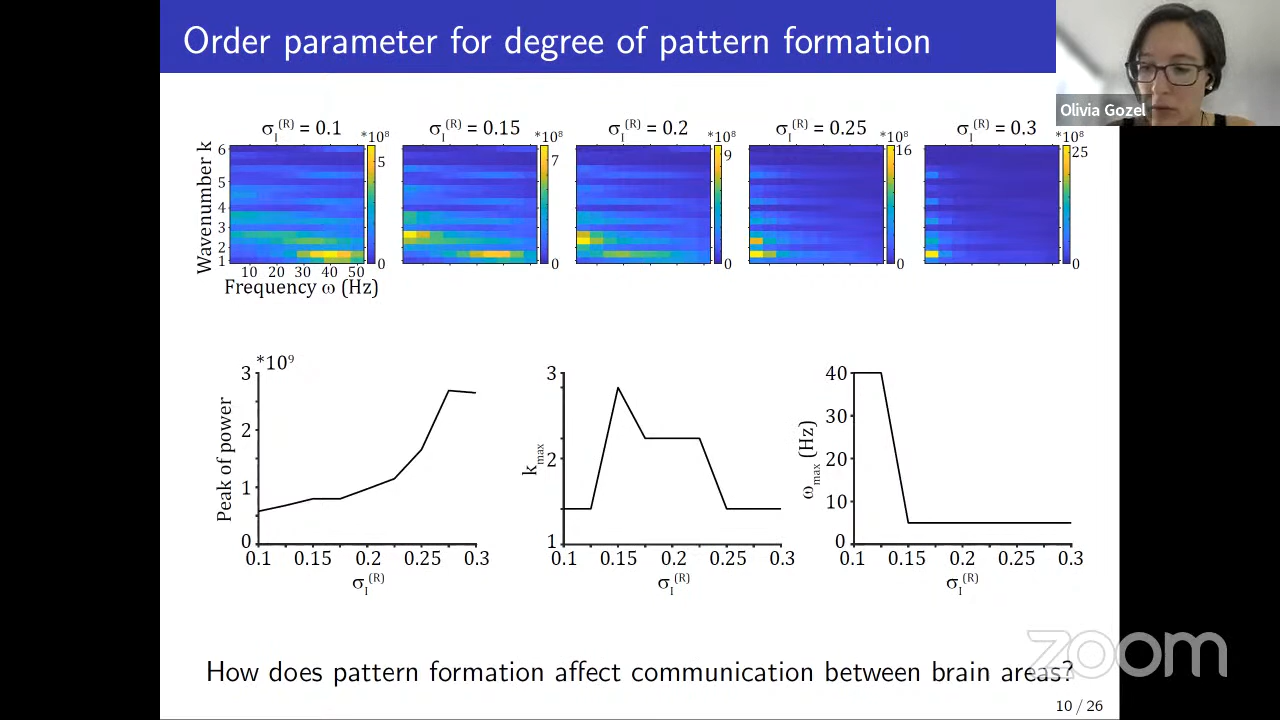 Order parameter for degree of pattern formation
Olivia Gozel
σI(R) = 0.1
σI(R) = 0.15
σI(R) = 0.2
σI(R) = 0.25
σI(R) = 0.3
*10⁸
*10⁸
*10⁸
*10⁸
*10⁸
Wavenumber k
6
5
4
3
2
1
10 20 30 40 50
Frequency ω (Hz)
5
0
7
0
9
0
16
0
25
0
*10⁹
Peak of power
3
2
1
0
0.1 0.15 0.2 0.25 0.3
σI(R)
kmax
3
2
1
0.1 0.15 0.2 0.25 0.3
σI(R)
ωmax (Hz)
40
30
20
10
0
0.1 0.15 0.2 0.25 0.3
σI(R)
How does pattern formation affect communication between brain areas?
zoom
10 / 26